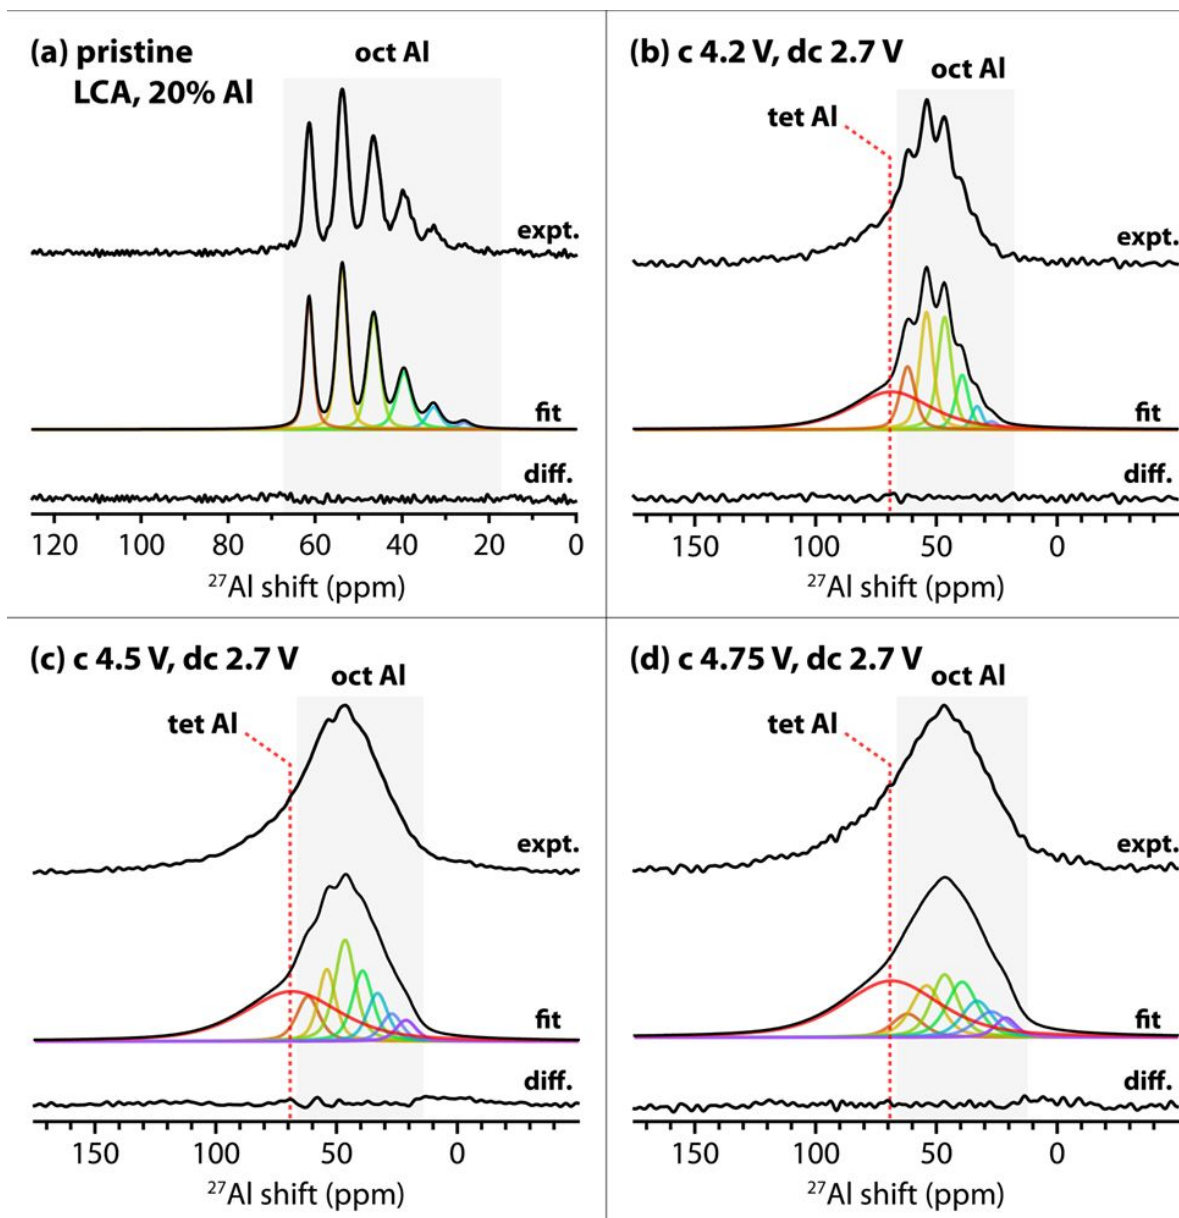 (a) pristine
LCA, 20% Al
oct Al
expt.
fit
diff.
120 100 80 60 40 20 0
²⁷Al shift (ppm)
(b) c 4.2 V, dc 2.7 V
oct Al
tet Al
expt.
fit
diff.
150 100 50 0
²⁷Al shift (ppm)
(c) c 4.5 V, dc 2.7 V
oct Al
tet Al
expt.
fit
diff.
150 100 50 0
²⁷Al shift (ppm)
(d) c 4.75 V, dc 2.7 V
oct Al
tet Al
expt.
fit
diff.
150 100 50 0
²⁷Al shift (ppm)